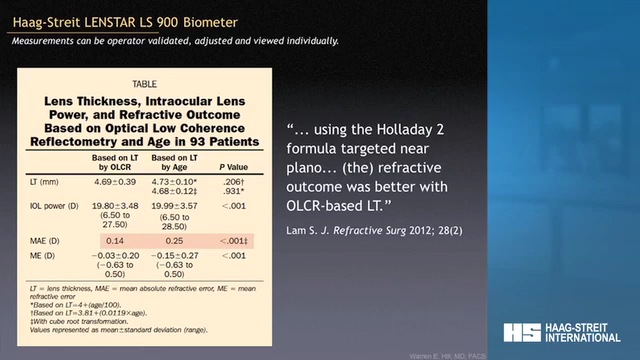 Haag-Streit LENSTAR LS 900 Biometer
Measurements can be operator validated, adjusted and viewed individually.
TABLE
Lens Thickness, Intraocular Lens
Power, and Refractive Outcome
Based on Optical Low Coherence
Reflectometry and Age in 93 Patients
Based on LT by OLCR Based on LT by Age P Value
LT (mm) 4.69±0.39 4.73±0.10* .206†
4.68±0.12‡ .931*
IOL power (D) 19.80±3.48 19.99±3.57 <.001
(6.50 to 27.50) (6.50 to 28.50)
MAE (D) 0.14 0.25 <.001‡
ME (D) −0.03±0.20 −0.15±0.27 <.001
(−0.63 to 0.50) (−0.63 to 0.50)
LT = lens thickness, MAE = mean absolute refractive error, ME = mean
refractive error
*Based on LT=4+(age/100).
†Based on LT=3.81+(0.0119×age).
‡With cube root transformation.
Values represented as mean±standard deviation (range).
“... using the Holladay 2
formula targeted near
plano... (the) refractive
outcome was better with
OLCR-based LT.”
Lam S. J. Refractive Surg 2012; 28(2)
HS HAAG-STREIT
INTERNATIONAL
Warren E. Hill, MD, FACS